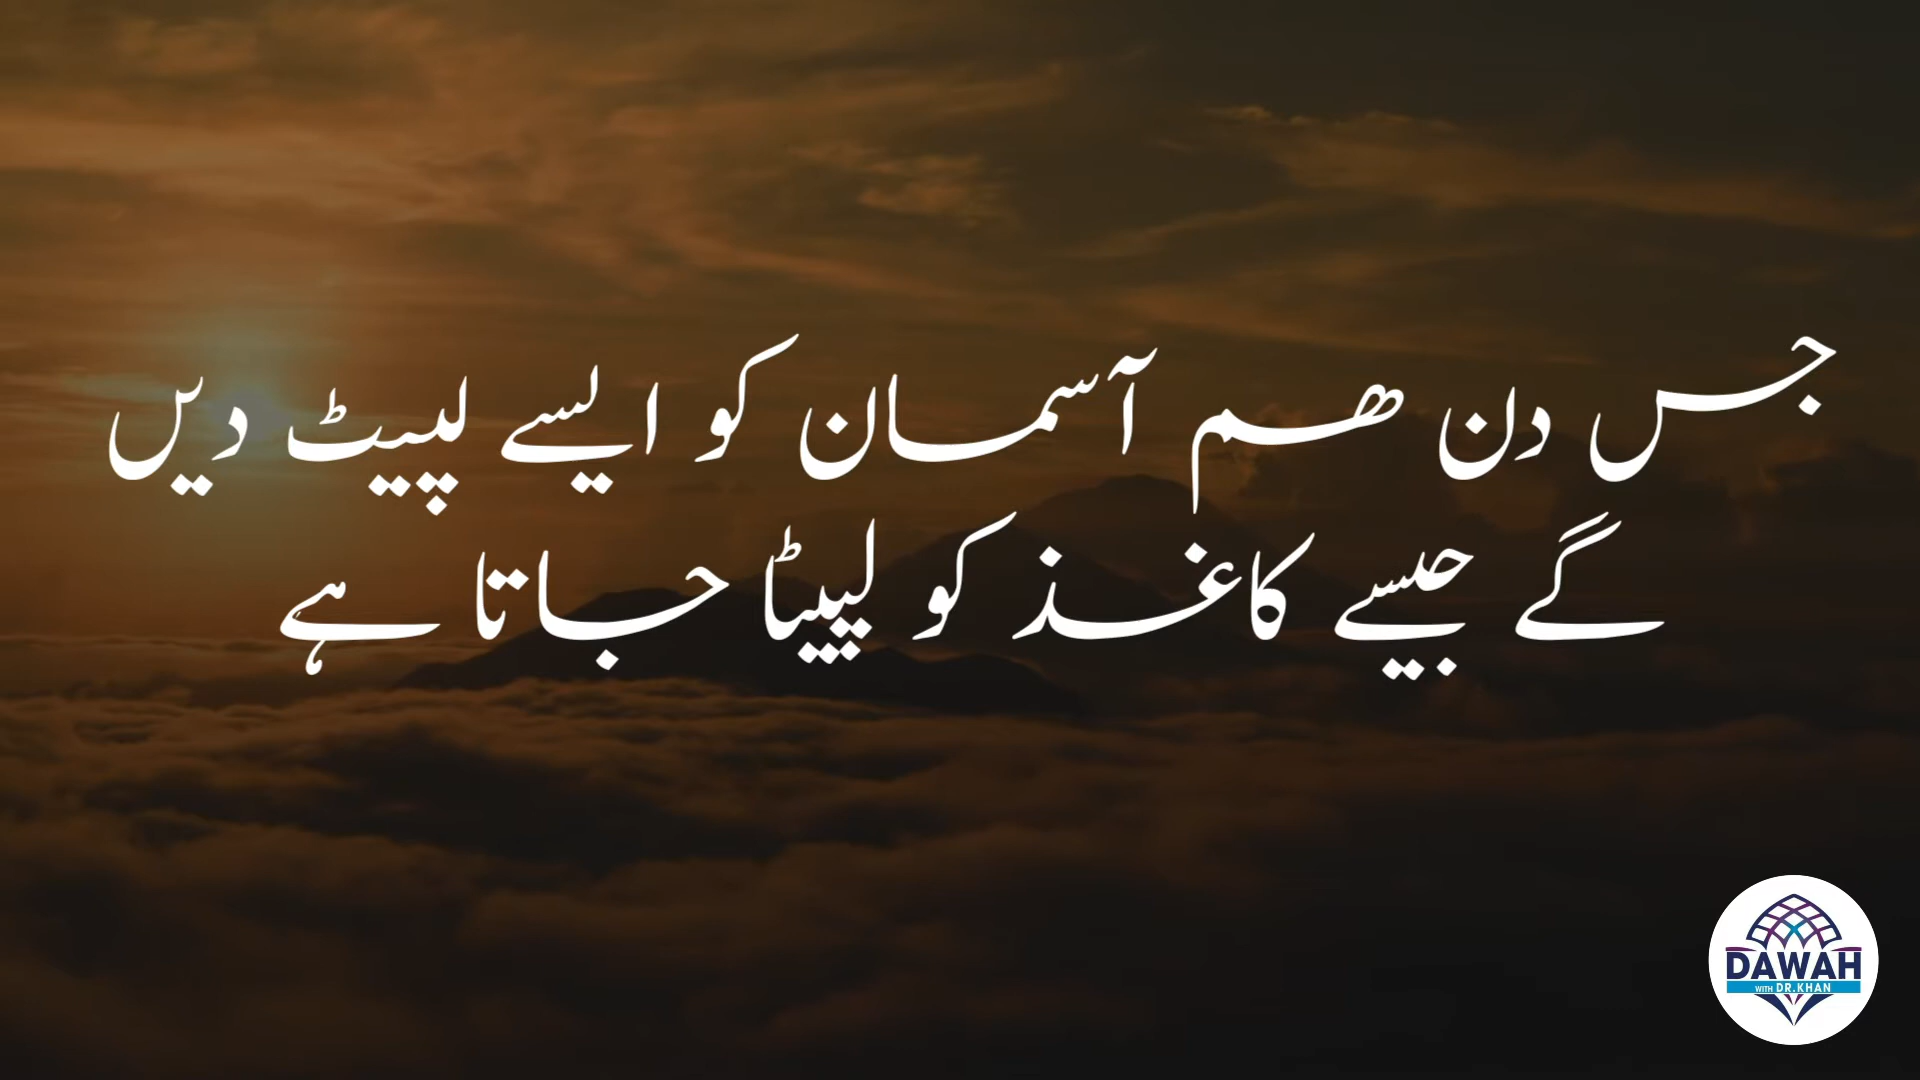 جس دن ھم آسمان کو ایسے لپیٹ دیں
گے جیسے کاغذ کو لپیٹا جاتا ہے
DAWAH
WITH DR.KHAN